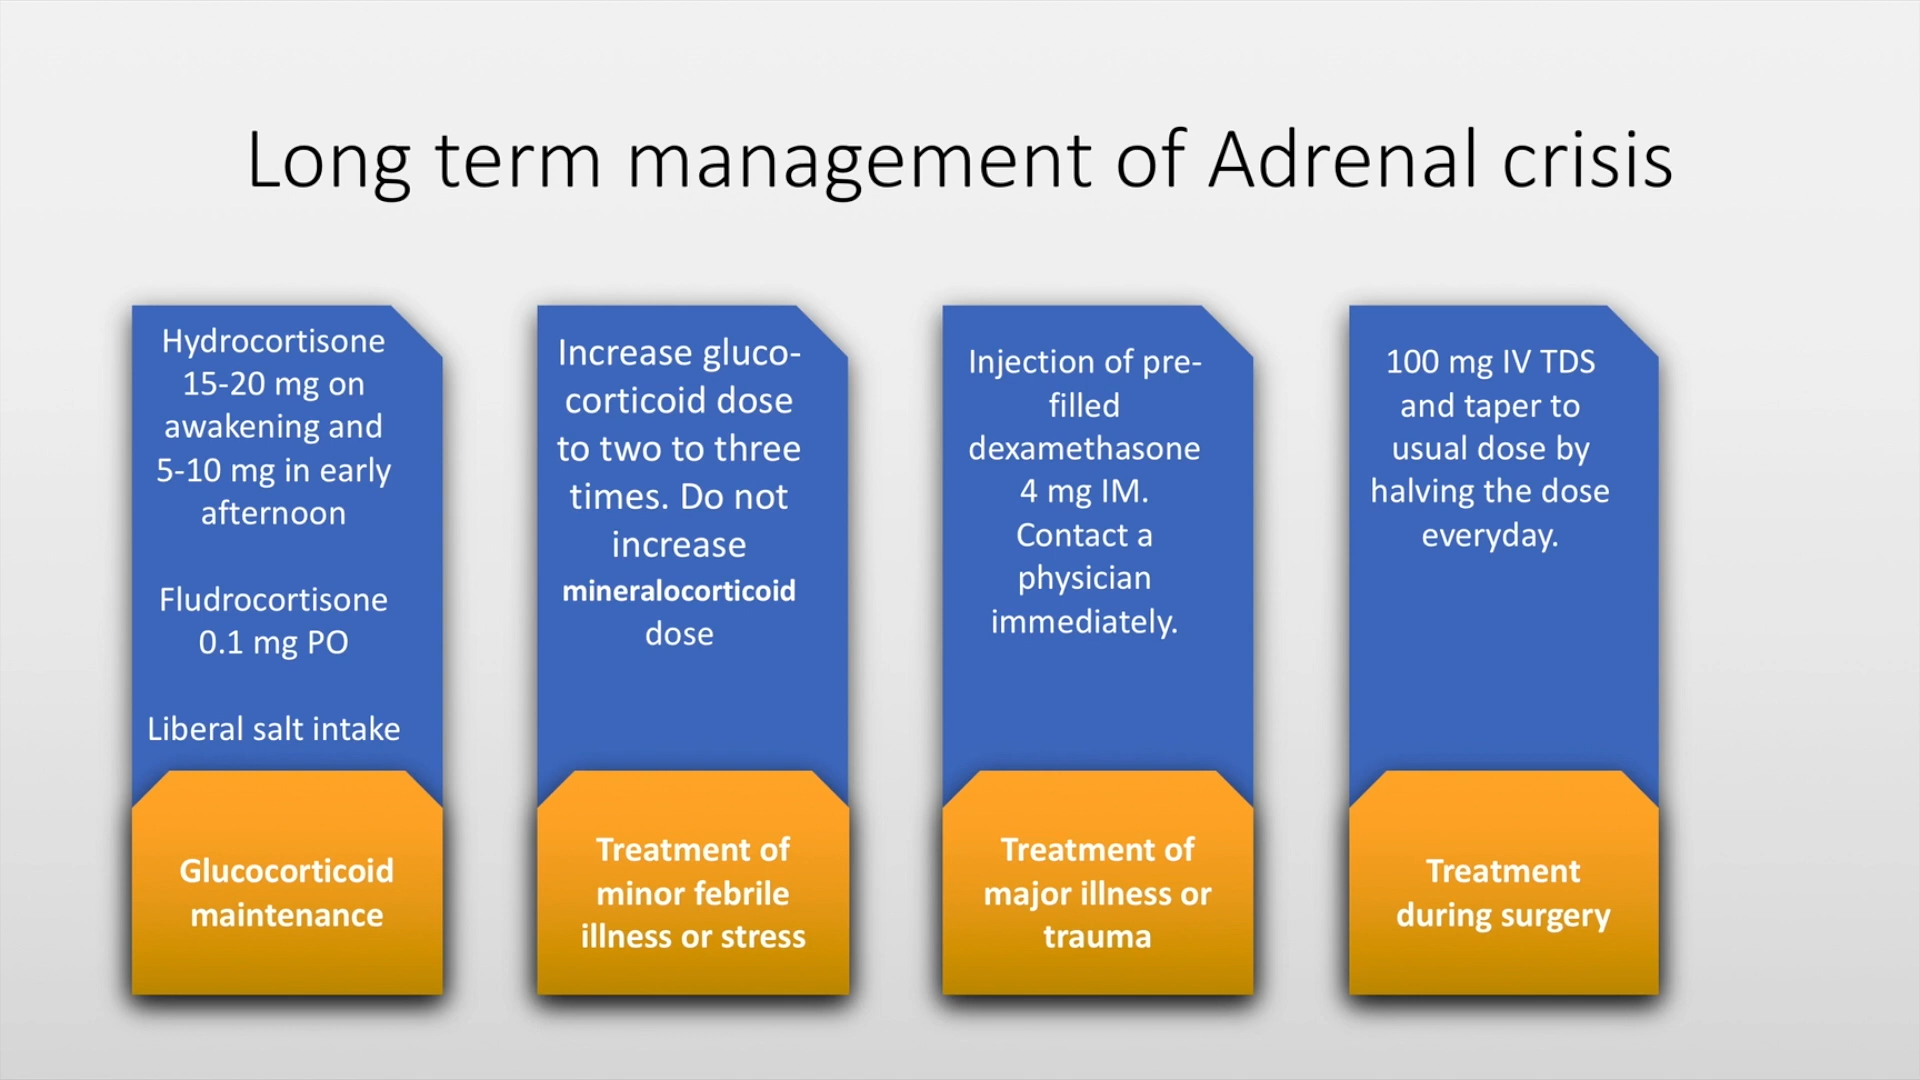 Long term management of Adrenal crisis
Hydrocortisone
15-20 mg on
awakening and
5-10 mg in early
afternoon
Fludrocortisone
0.1 mg PO
Liberal salt intake
Glucocorticoid
maintenance
Increase gluco-
corticoid dose
to two to three
times. Do not
increase
mineralocorticoid
dose
Treatment of
minor febrile
illness or stress
Injection of pre-
filled
dexamethasone
4 mg IM.
Contact a
physician
immediately.
Treatment of
major illness or
trauma
100 mg IV TDS
and taper to
usual dose by
halving the dose
everyday.
Treatment
during surgery